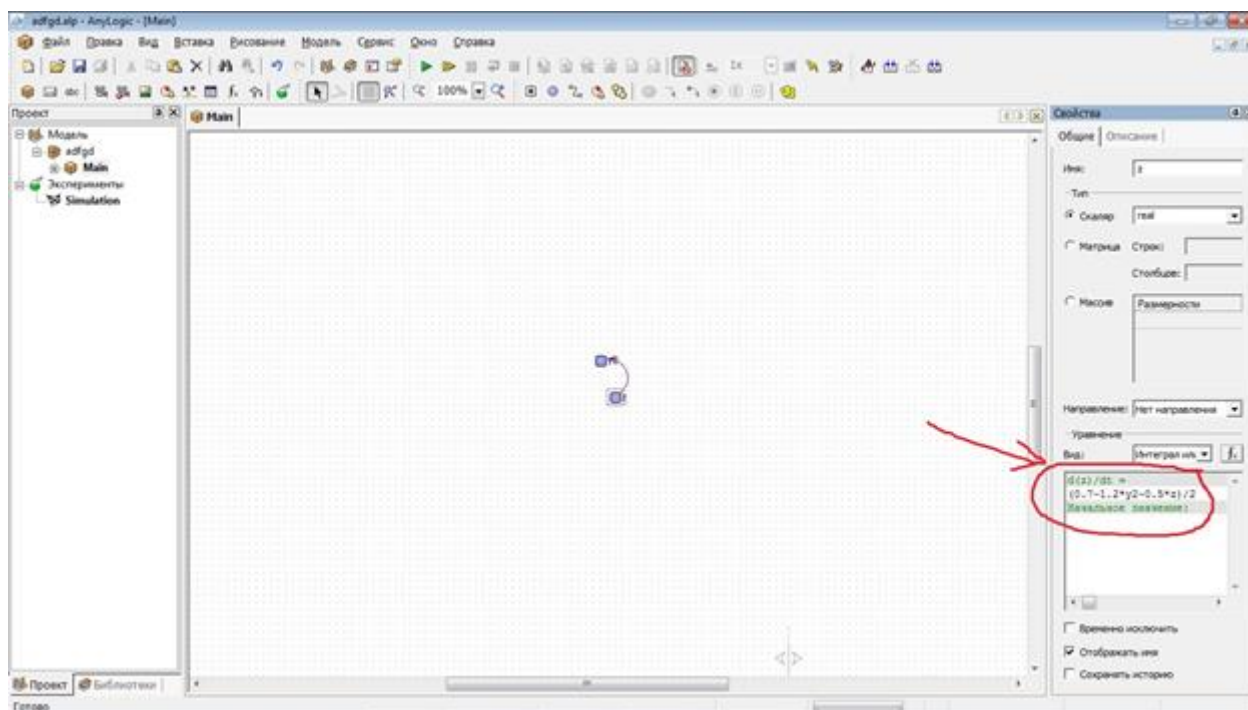 adfgd.alp - AnyLogic - [Main]
Файл Правка Вид Вставка Рисование Модель Сервис Окно Справка
100%
Проект
Main
Свойства
Модель
adfgd
Main
Эксперименты
Simulation
Общие Описание
Имя: z
Тип
Скаляр real
Матрица Строк:
Столбцов:
Массив Размерности
Направление: Нет направления
Уравнение
Вид: Интеграл или
d(z)/dt =
(0.7-1.2*y2-0.5*z)/2
Начальное значение:
Временно исключить
Отображать имя
Сохранять историю
Проект Библиотеки
Готово